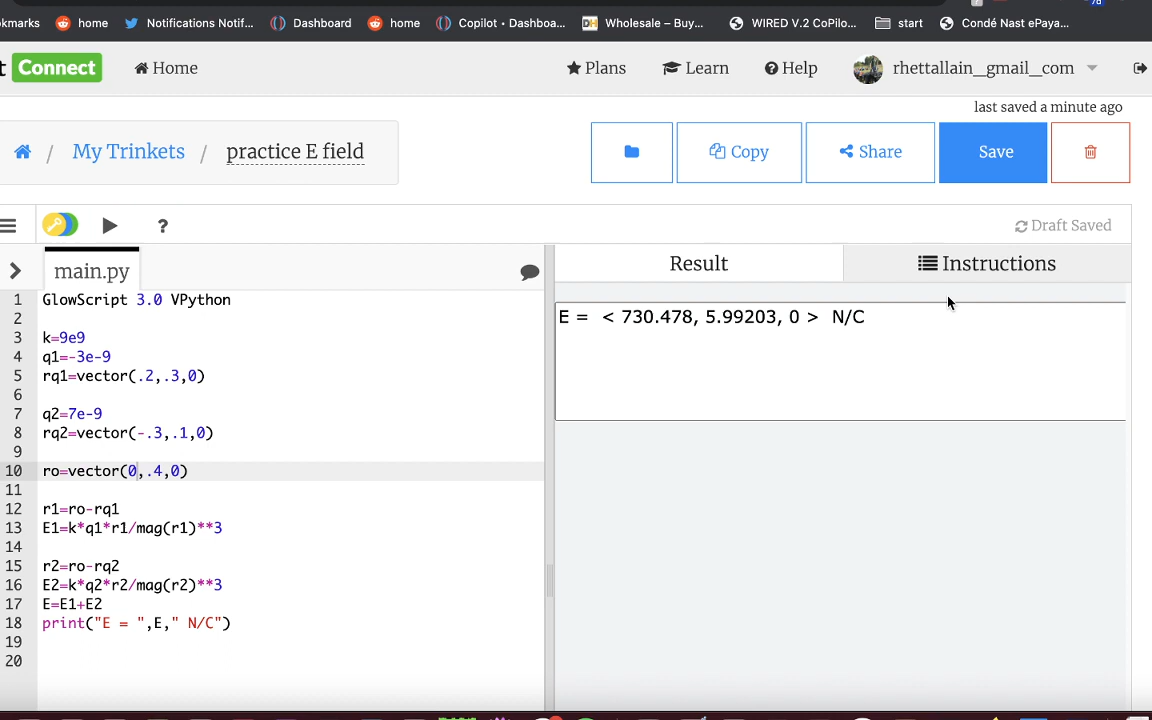 kmarks home Notifications Notif... Dashboard home Copilot • Dashboa... DH Wholesale – Buy... WIRED V.2 CoPilo... start Condé Nast ePaya...
t Connect Home Plans Learn Help rhettallain_gmail_com
last saved a minute ago
/ My Trinkets / practice E field Copy Share Save
? Draft Saved
main.py Result Instructions
1 GlowScript 3.0 VPython
2
3 k=9e9
4 q1=-3e-9
5 rq1=vector(.2,.3,0)
6
7 q2=7e-9
8 rq2=vector(-.3,.1,0)
9
10 ro=vector(0,.4,0)
11
12 r1=ro-rq1
13 E1=k*q1*r1/mag(r1)**3
14
15 r2=ro-rq2
16 E2=k*q2*r2/mag(r2)**3
17 E=E1+E2
18 print("E = ",E," N/C")
19
20
E = < 730.478, 5.99203, 0 > N/C